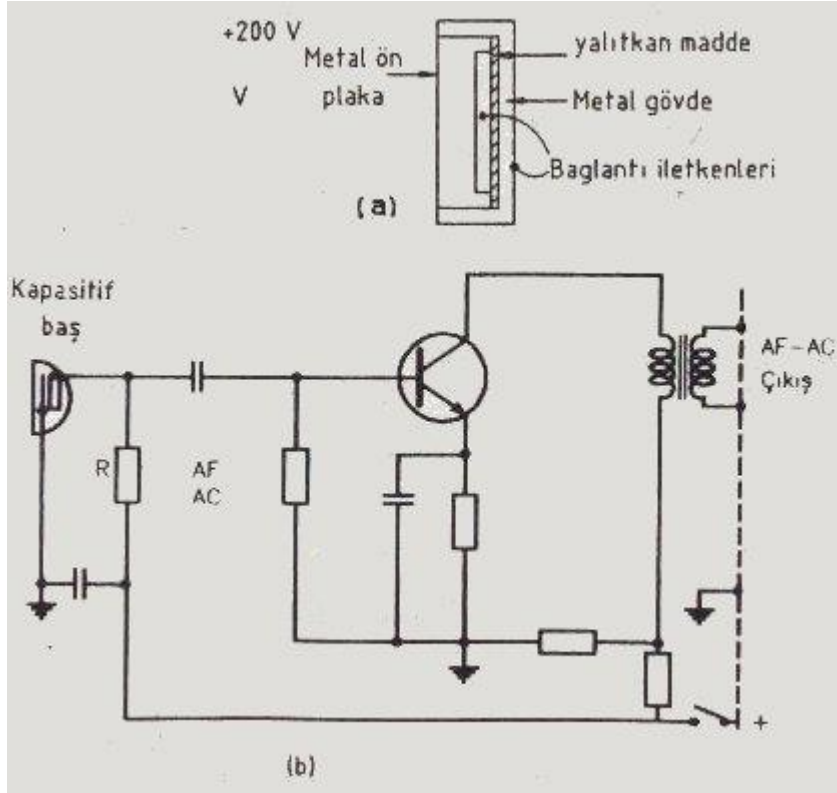 +200 V
V
Metal ön
plaka
yalıtkan madde
Metal gövde
Baglantı iletkenleri
(a)
Kapasitif
baş
R
AF
AC
AF-AC
Çıkış
+
(b)